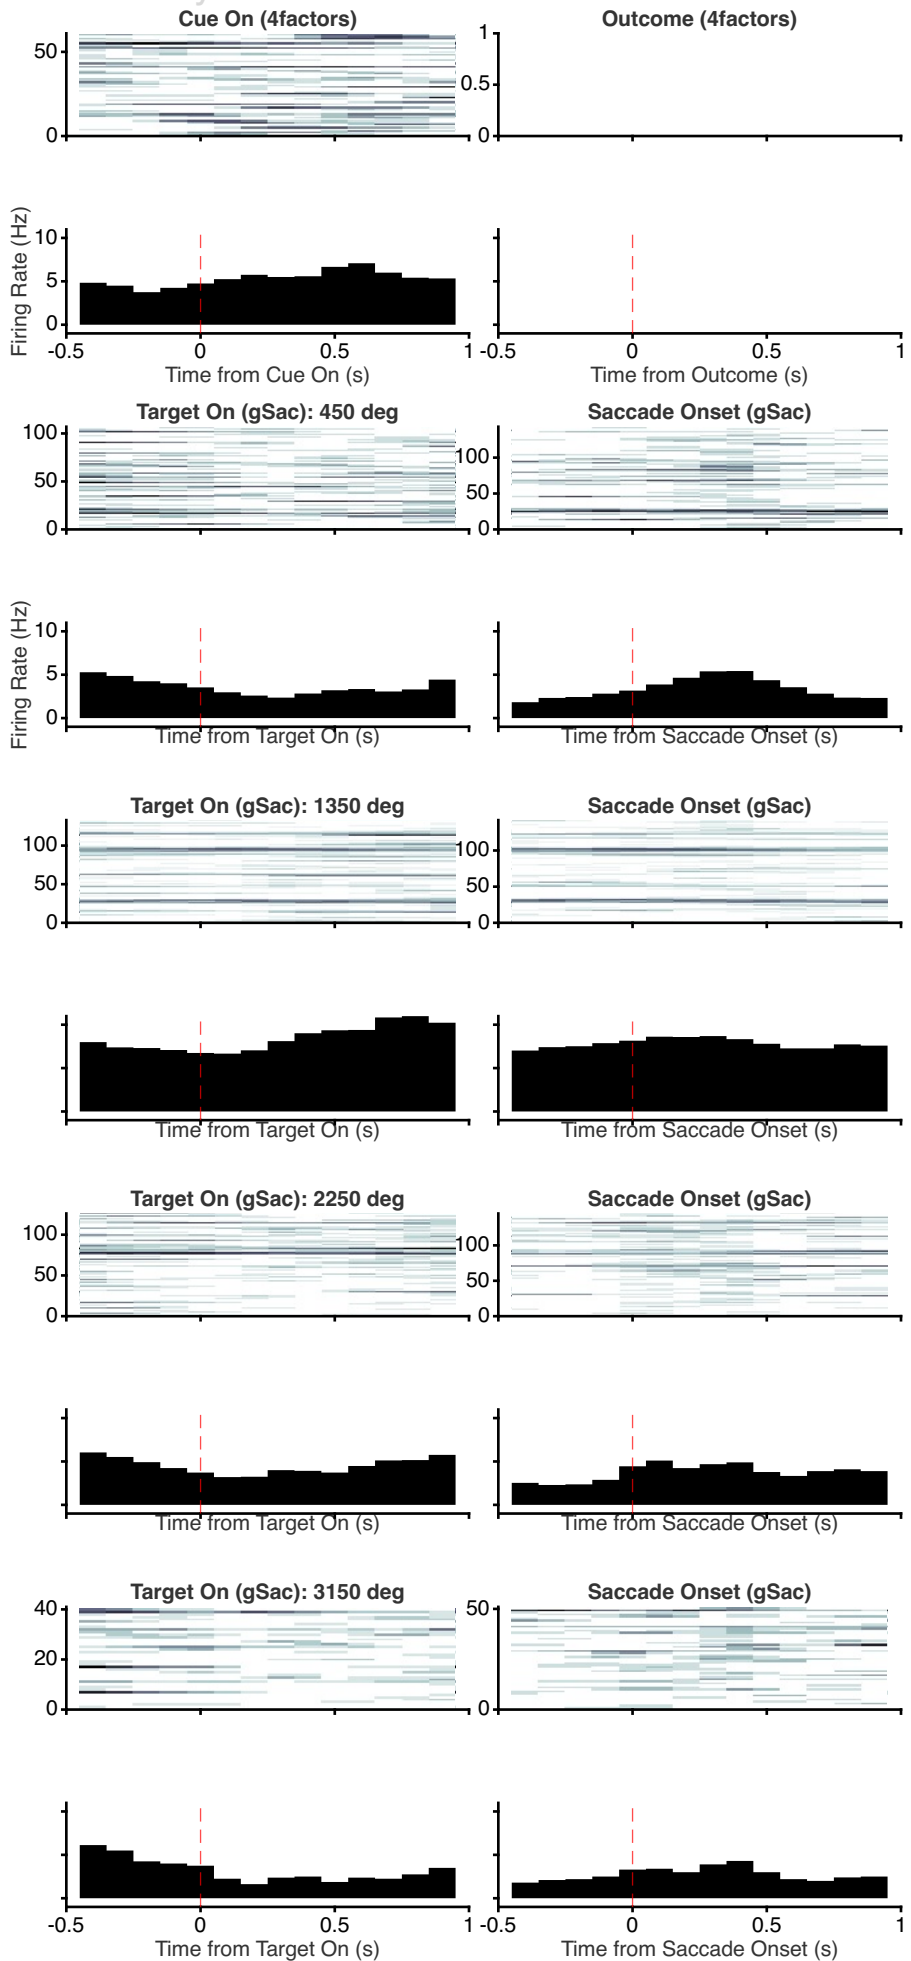 Cue On (4factors) Outcome (4factors)
50 1
0.5
0 0
Firing Rate (Hz)
10
5
0
-0.5 0 0.5 1 -0.5 0 0.5 1
Time from Cue On (s) Time from Outcome (s)
Target On (gSac): 450 deg Saccade Onset (gSac)
100 100
50 50
0 0
Firing Rate (Hz)
10
5
0
Time from Target On (s) Time from Saccade Onset (s)
Target On (gSac): 1350 deg Saccade Onset (gSac)
100 100
50 50
0 0
Time from Target On (s) Time from Saccade Onset (s)
Target On (gSac): 2250 deg Saccade Onset (gSac)
100 100
50 50
0 0
Time from Target On (s) Time from Saccade Onset (s)
Target On (gSac): 3150 deg Saccade Onset (gSac)
40 50
20
0 0
-0.5 0 0.5 1 -0.5 0 0.5 1
Time from Target On (s) Time from Saccade Onset (s)